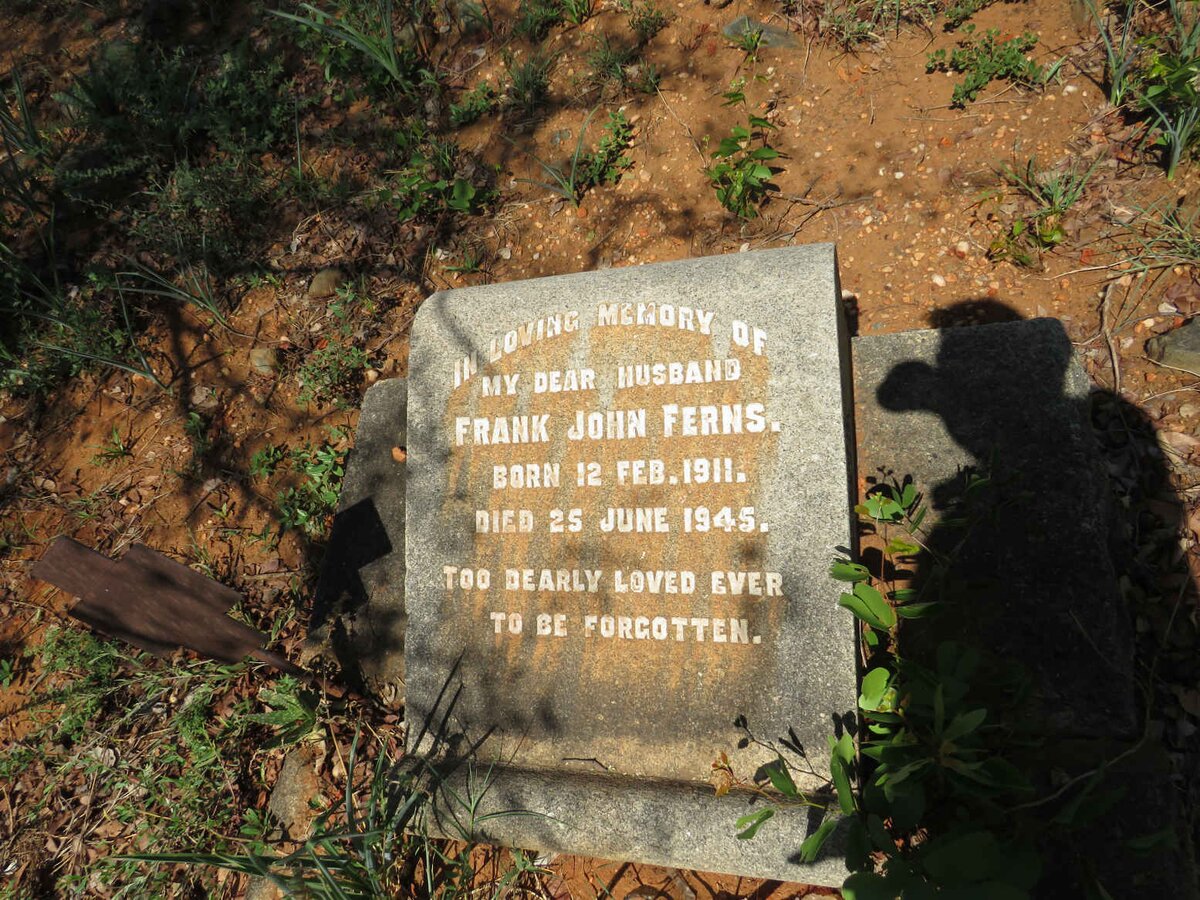 IN LOVING MEMORY OF
MY DEAR HUSBAND
FRANK JOHN FERNS.
BORN 12 FEB. 1911.
DIED 25 JUNE 1945.
TOO DEARLY LOVED EVER
TO BE FORGOTTEN.